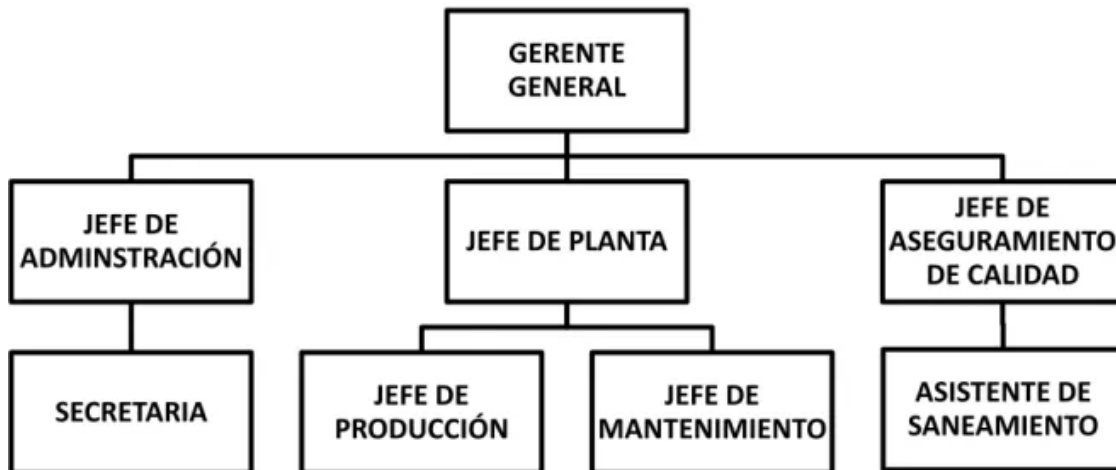 GERENTE
GENERAL
JEFE DE
ADMINSTRACIÓN
JEFE DE PLANTA
JEFE DE
ASEGURAMIENTO
DE CALIDAD
SECRETARIA
JEFE DE
PRODUCCIÓN
JEFE DE
MANTENIMIENTO
ASISTENTE DE
SANEAMIENTO